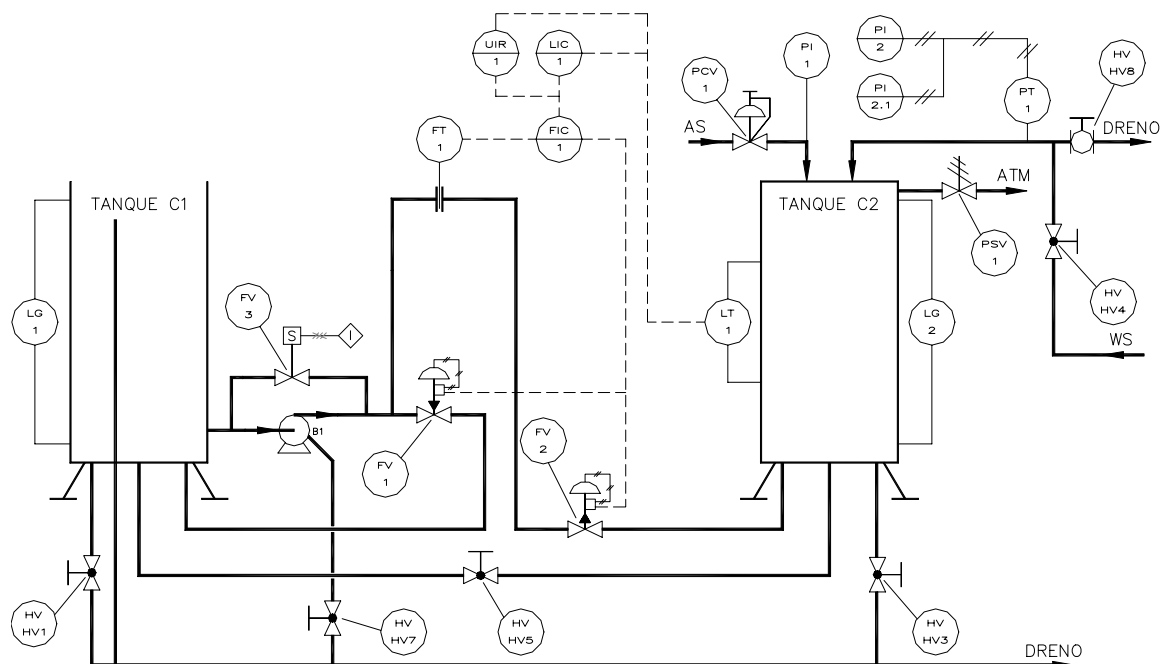 UIR
1
LIC
1
PI
1
PI
2
PI
2.1
HV
HV8
PCV
1
PT
1
FT
1
FIC
1
AS
DRENO
ATM
TANQUE C1
TANQUE C2
PSV
1
FV
3
HV
HV4
LG
1
LT
1
LG
2
S
I
WS
B1
FV
1
FV
2
HV
HV1
HV
HV7
HV
HV5
HV
HV3
DRENO